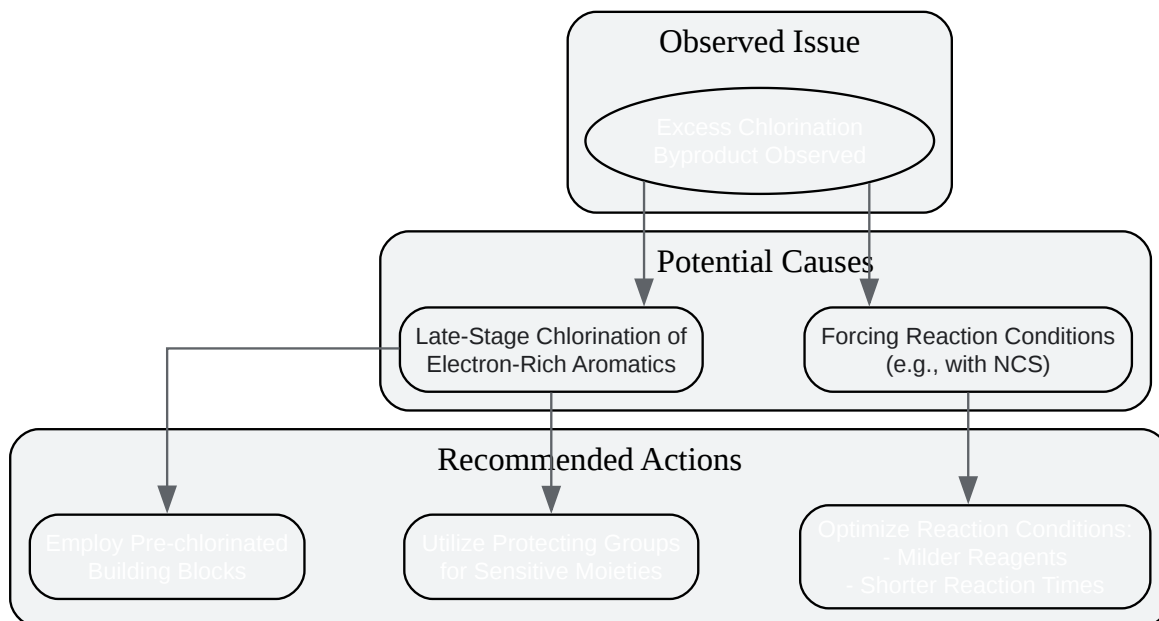 Observed Issue
Excess Chlorination
Byproduct Observed
Potential Causes
Late-Stage Chlorination of
Electron-Rich Aromatics
Forcing Reaction Conditions
(e.g., with NCS)
Recommended Actions
Employ Pre-chlorinated
Building Blocks
Utilize Protecting Groups
for Sensitive Moieties
Optimize Reaction Conditions:
- Milder Reagents
- Shorter Reaction Times